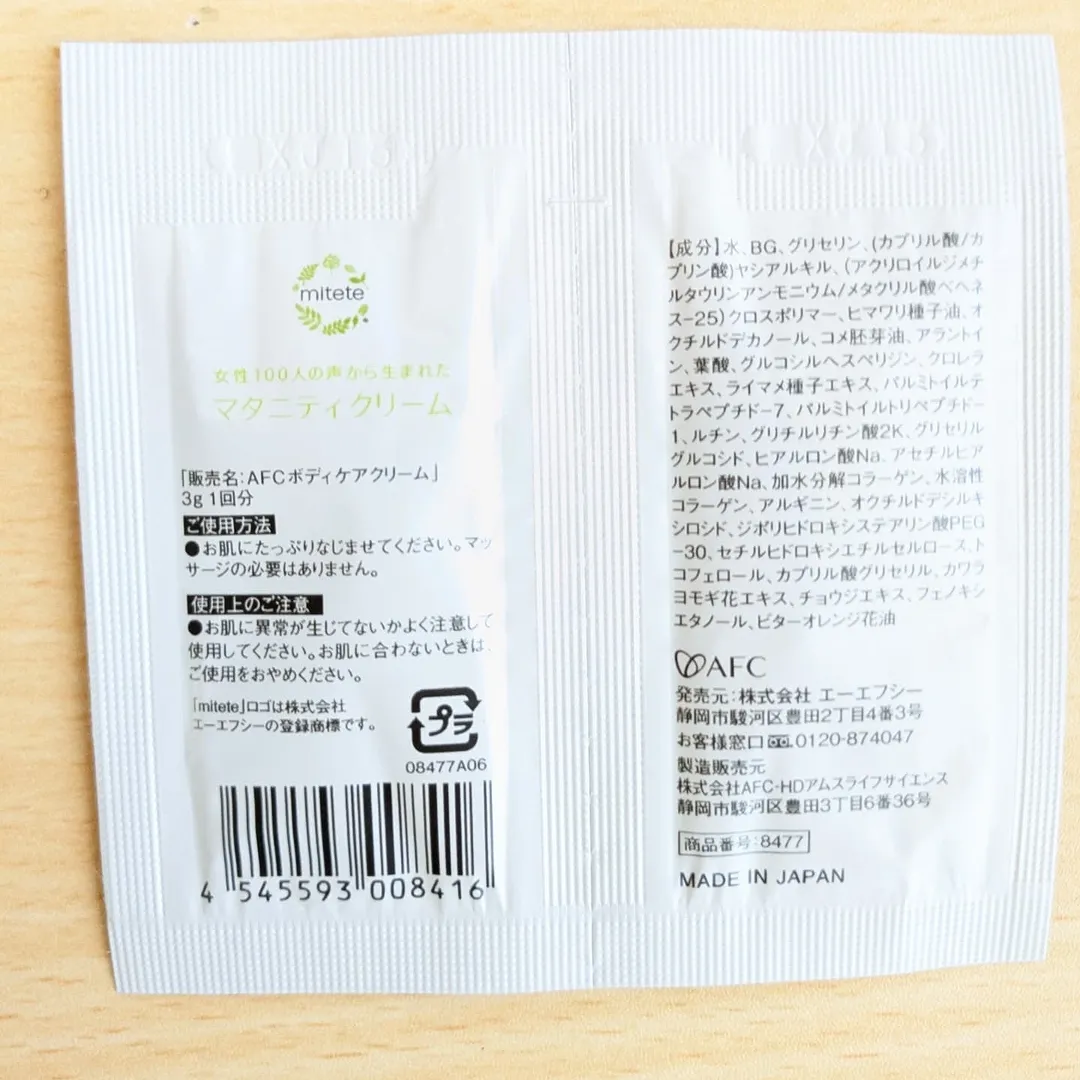 mitete
女性100人の声から生まれた
マタニティクリーム
「販売名:AFCボディケアクリーム」
3g 1回分
ご使用方法
●お肌にたっぷりなじませてください。マッ
サージの必要はありません。
使用上のご注意
●お肌に異常が生じてないかよく注意して
使用してください。お肌に合わないときは、
ご使用をおやめください。
「mitete」ロゴは株式会社
エーエフシーの登録商標です。
プラ
08477A06
4 545593 008416
【成分】水、BG、グリセリン、(カプリル酸/カ
プリン酸)ヤシアルキル、(アクリロイルジメチ
ルタウリンアンモニウム/メタクリル酸ベヘネ
ス-25)クロスポリマー、ヒマワリ種子油、オ
クチルドデカノール、コメ胚芽油、アラントイ
ン、葉酸、グルコシルヘスペリジン、クロレラ
エキス、ライマメ種子エキス、パルミトイルテ
トラペプチド-7、パルミトイルトリペプチド-
1、ルチン、グリチルリチン酸2K、グリセリル
グルコシド、ヒアルロン酸Na、アセチルヒア
ルロン酸Na、加水分解コラーゲン、水溶性
コラーゲン、アルギニン、オクチルドデシルキ
シロシド、ジポリヒドロキシステアリン酸PEG
-30、セチルヒドロキシエチルセルロース、ト
コフェロール、カプリル酸グリセリル、カワラ
ヨモギ花エキス、チョウジエキス、フェノキシ
エタノール、ビターオレンジ花油
AFC
発売元:株式会社 エーエフシー
静岡市駿河区豊田2丁目4番3号
お客様窓口 0120-874047
製造販売元
株式会社AFC-HDアムスライフサイエンス
静岡市駿河区豊田3丁目6番36号
商品番号:8477
MADE IN JAPAN